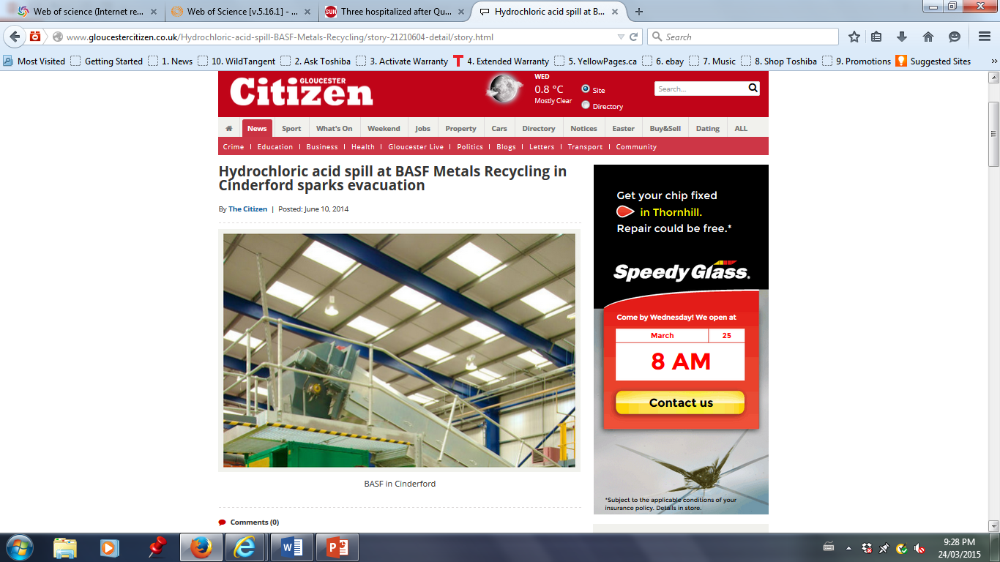 Web of science (Internet re...
Web of Science [v.5.16.1] - ...
SUN Three hospitalized after Qu...
Hydrochloric acid spill at B...
www.gloucestercitizen.co.uk/Hydrochloric-acid-spill-BASF-Metals-Recycling/story-21210604-detail/story.html
Search
Most Visited Getting Started 1. News 10. WildTangent 2. Ask Toshiba 3. Activate Warranty 4. Extended Warranty 5. YellowPages.ca 6. ebay 7. Music 8. Shop Toshiba 9. Promotions Suggested Sites
GLOUCESTER
Citizen
WED
0.8 °C
Mostly Clear
Site
Directory
Search...
News Sport What's On Weekend Jobs Property Cars Directory Notices Easter Buy&Sell Dating ALL
Crime | Education | Business | Health | Gloucester Live | Politics | Blogs | Letters | Transport | Community
Hydrochloric acid spill at BASF Metals Recycling in
Cinderford sparks evacuation
By The Citizen | Posted: June 10, 2014
BASF in Cinderford
Comments (0)
Get your chip fixed
in Thornhill.
Repair could be free.*
Speedy Glass.
Come by Wednesday! We open at
March 25
8 AM
Contact us
*Subject to the applicable conditions of your
insurance policy. Details in store.
9:28 PM
24/03/2015